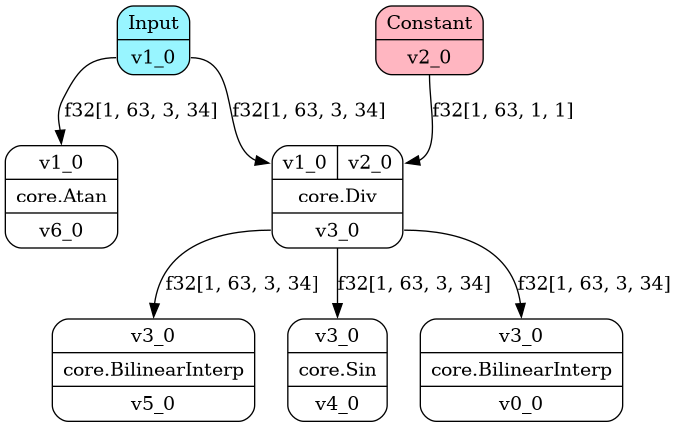 Input
v1_0
Constant
v2_0
f32[1, 63, 3, 34]
f32[1, 63, 3, 34]
f32[1, 63, 1, 1]
v1_0
core.Atan
v6_0
v1_0 v2_0
core.Div
v3_0
f32[1, 63, 3, 34]
f32[1, 63, 3, 34]
f32[1, 63, 3, 34]
v3_0
core.BilinearInterp
v5_0
v3_0
core.Sin
v4_0
v3_0
core.BilinearInterp
v0_0